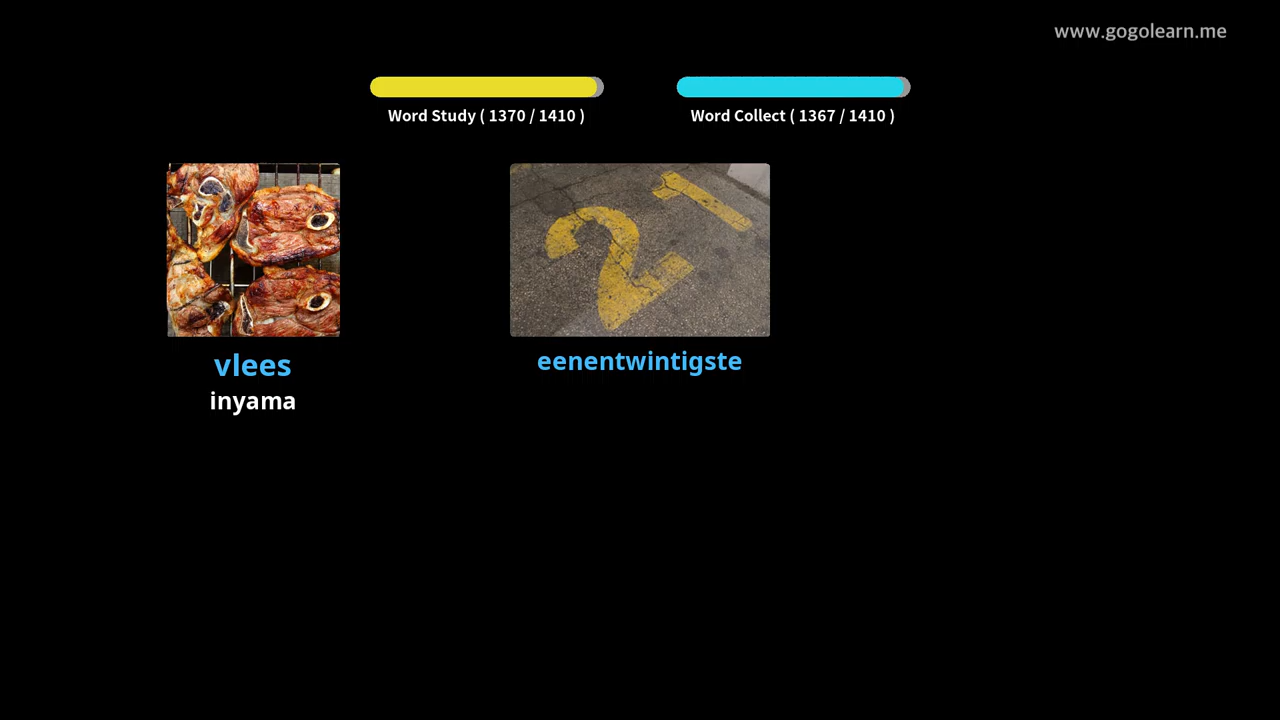 www.gogolearn.me
Word Study ( 1370 / 1410 )
Word Collect ( 1367 / 1410 )
21
vlees
inyama
eenentwintigste